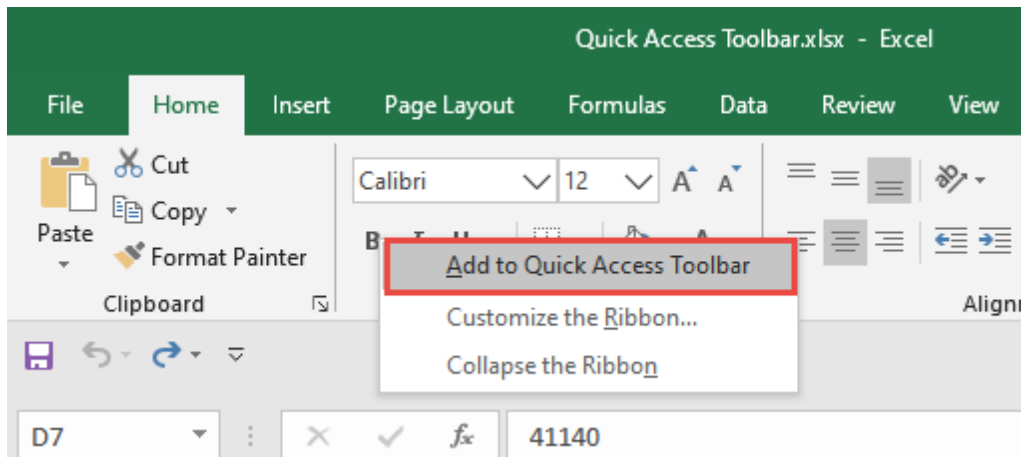 Quick Access Toolbar.xlsx - Excel
File Home Insert Page Layout Formulas Data Review View
Cut
Calibri 12 A A
Copy
Paste
B
Format Painter
Add to Quick Access Toolbar
Clipboard
Customize the Ribbon...
Collapse the Ribbon
D7 fx 41140